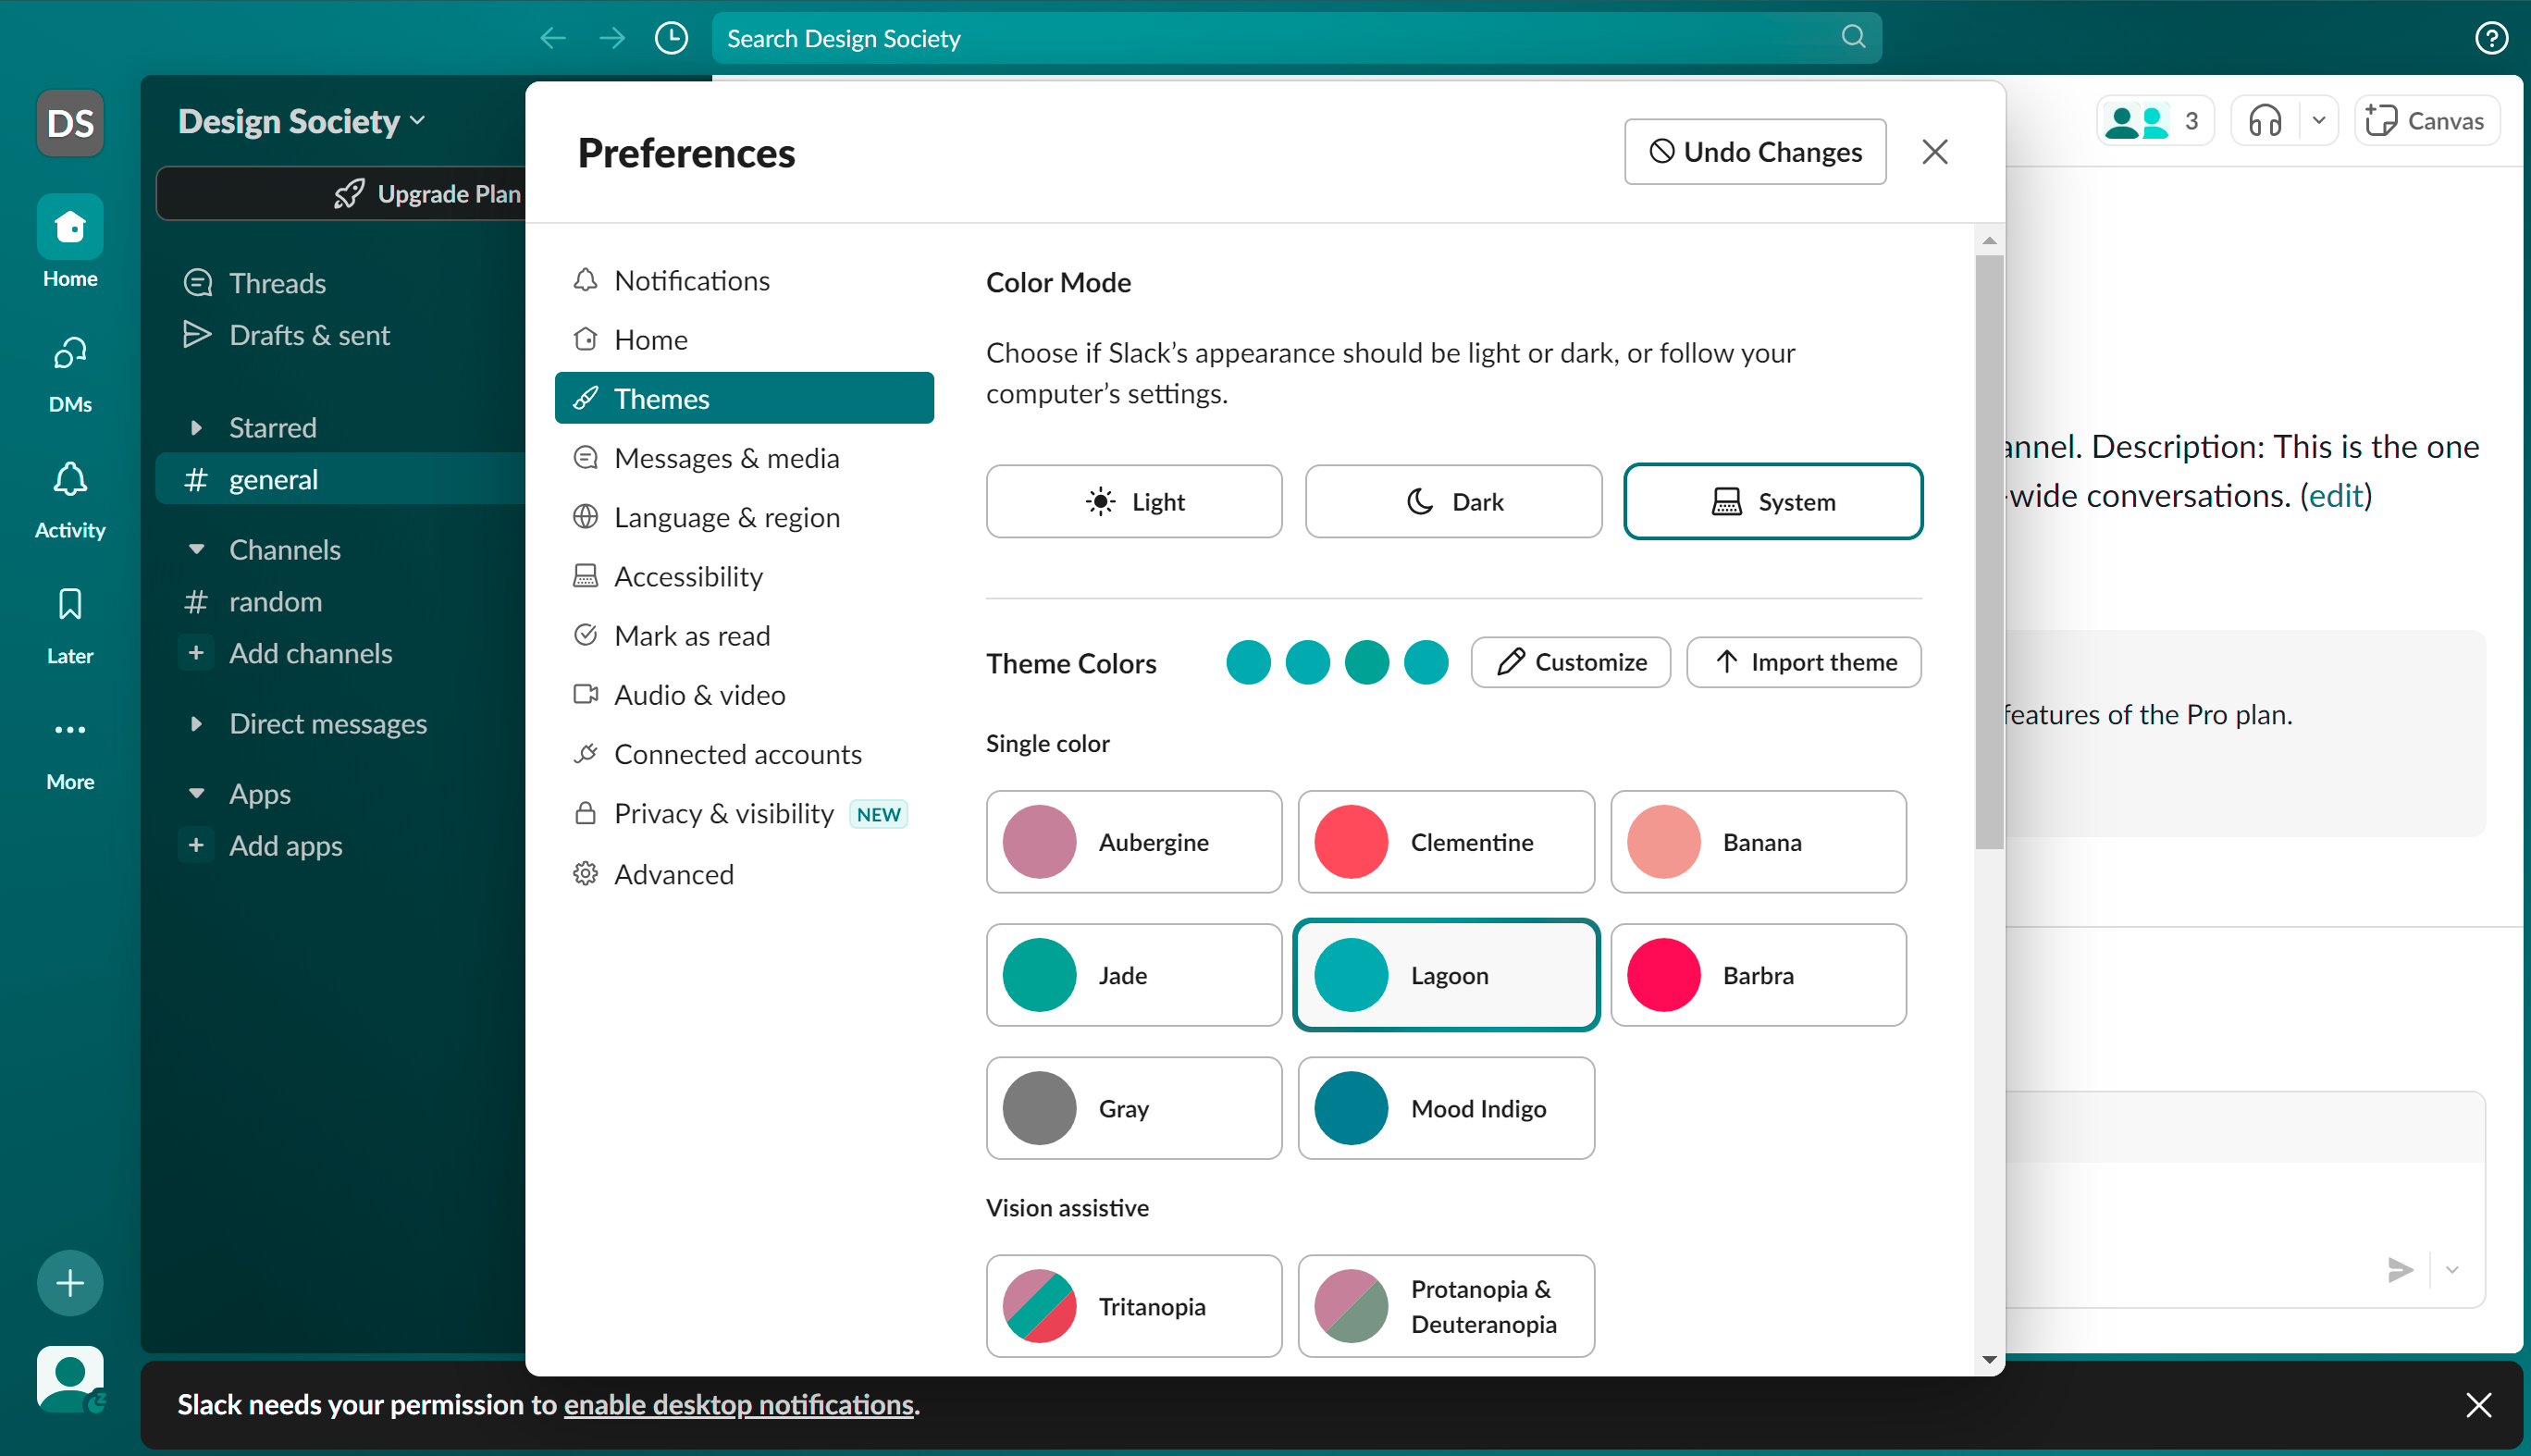 Search Design Society
DS
Design Society
Upgrade Plan
Home
DMs
Activity
Later
More
Threads
Drafts & sent
Starred
# general
Channels
# random
+ Add channels
Direct messages
Apps
+ Add apps
Preferences
Undo Changes
Notifications
Home
Themes
Messages & media
Language & region
Accessibility
Mark as read
Audio & video
Connected accounts
Privacy & visibility NEW
Advanced
Color Mode
Choose if Slack’s appearance should be light or dark, or follow your
computer’s settings.
Light
Dark
System
Theme Colors
Customize
Import theme
Single color
Aubergine
Clementine
Banana
Jade
Lagoon
Barbra
Gray
Mood Indigo
Vision assistive
Tritanopia
Protanopia &
Deuteranopia
3
Canvas
annel. Description: This is the one
-wide conversations. (edit)
features of the Pro plan.
Slack needs your permission to enable desktop notifications.